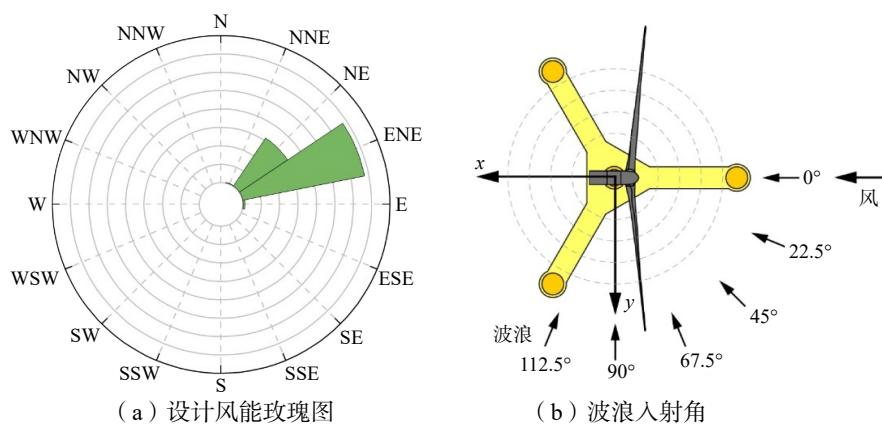 N
NNE
NE
ENE
E
ESE
SE
SSE
S
SSW
SW
WSW
W
WNW
NW
NNW
（a）设计风能玫瑰图
x
y
0°
风
22.5°
45°
67.5°
90°
112.5°
波浪
（b）波浪入射角